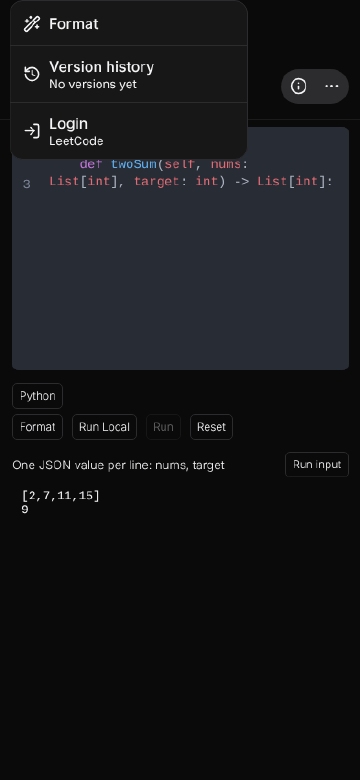 Format
Version history
No versions yet
Login
LeetCode
def twoSum(self, nums:
3 List[int], target: int) -> List[int]:
Python
Format Run Local Run Reset
One JSON value per line: nums, target Run input
[2,7,11,15]
9